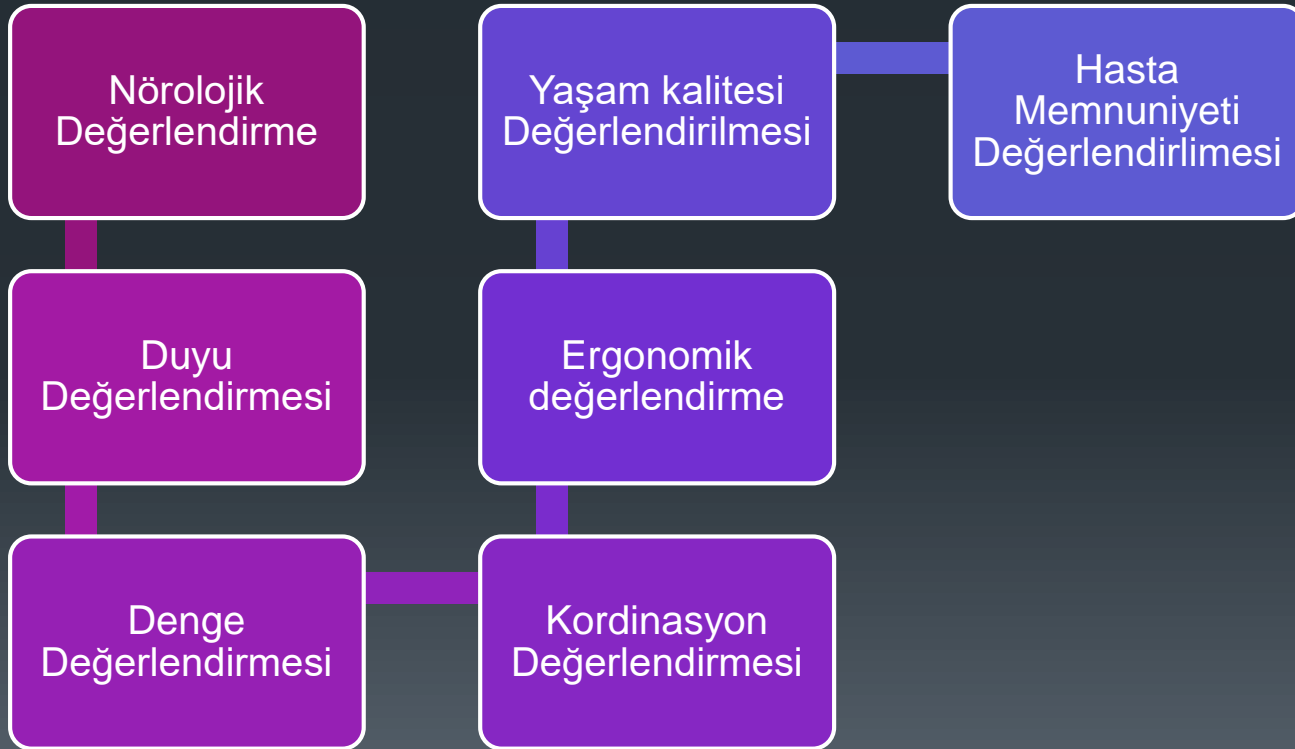 Nörolojik
Değerlendirme
Duyu
Değerlendirmesi
Denge
Değerlendirmesi
Kordinasyon
Değerlendirmesi
Ergonomik
değerlendirme
Yaşam kalitesi
Değerlendirilmesi
Hasta
Memnuniyeti
Değerlendirlimesi